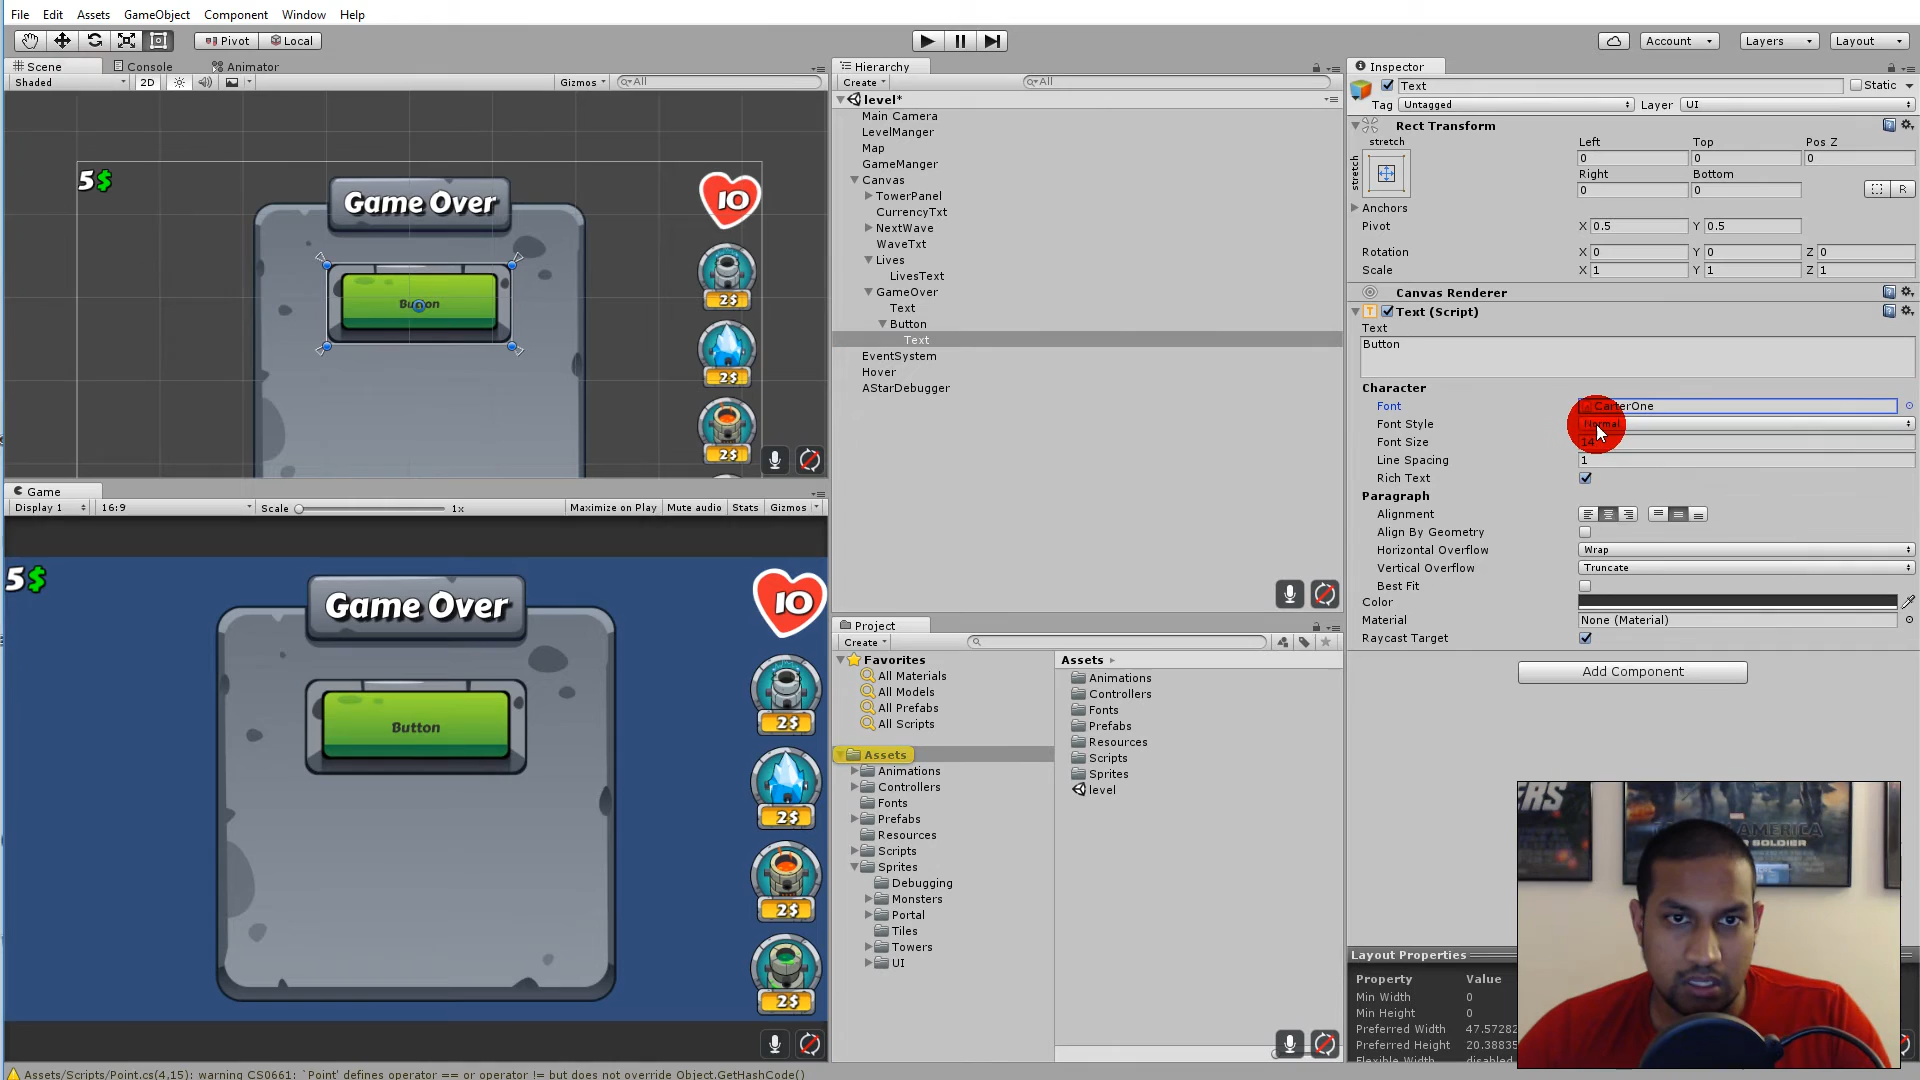 File Edit Assets GameObject Component Window Help
Pivot Local
Account Layers Layout
Scene Console Animator
Shaded 2D Gizmos All
5$
Game Over
10
Button
2$
2$
2$
Game
Display 1 16:9 Scale 1x Maximize on Play Mute audio Stats Gizmos
5$
Game Over
10
Button
2$
2$
2$
2$
Hierarchy
Create All
level*
Main Camera
LevelManger
Map
GameManger
Canvas
TowerPanel
CurrencyTxt
NextWave
WaveTxt
Lives
LivesText
GameOver
Text
Button
Text
EventSystem
Hover
AStarDebugger
Project
Create
Favorites
All Materials
All Models
All Prefabs
All Scripts
Assets
Animations
Controllers
Fonts
Prefabs
Resources
Scripts
Sprites
Debugging
Monsters
Portal
Tiles
Towers
UI
Assets
Animations
Controllers
Fonts
Prefabs
Resources
Scripts
Sprites
level
Inspector
Text Static
Tag Untagged Layer UI
Rect Transform
stretch Left Top Pos Z
stretch 0 0 0
Right Bottom
0 0 R
Anchors
Pivot X 0.5 Y 0.5
Rotation X 0 Y 0 Z 0
Scale X 1 Y 1 Z 1
Canvas Renderer
T Text (Script)
Text
Button
Character
Font CarterOne
Font Style Normal
Font Size 14
Line Spacing 1
Rich Text
Paragraph
Alignment
Align By Geometry
Horizontal Overflow Wrap
Vertical Overflow Truncate
Best Fit
Color
Material None (Material)
Raycast Target
Add Component
Layout Properties
Property Value
Min Width 0
Min Height 0
Preferred Width 47.57282
Preferred Height 20.38835
Flexible Width disabled
Assets/Scripts/Point.cs(4,15): warning CS0661: `Point' defines operator == or operator != but does not override Object.GetHashCode()